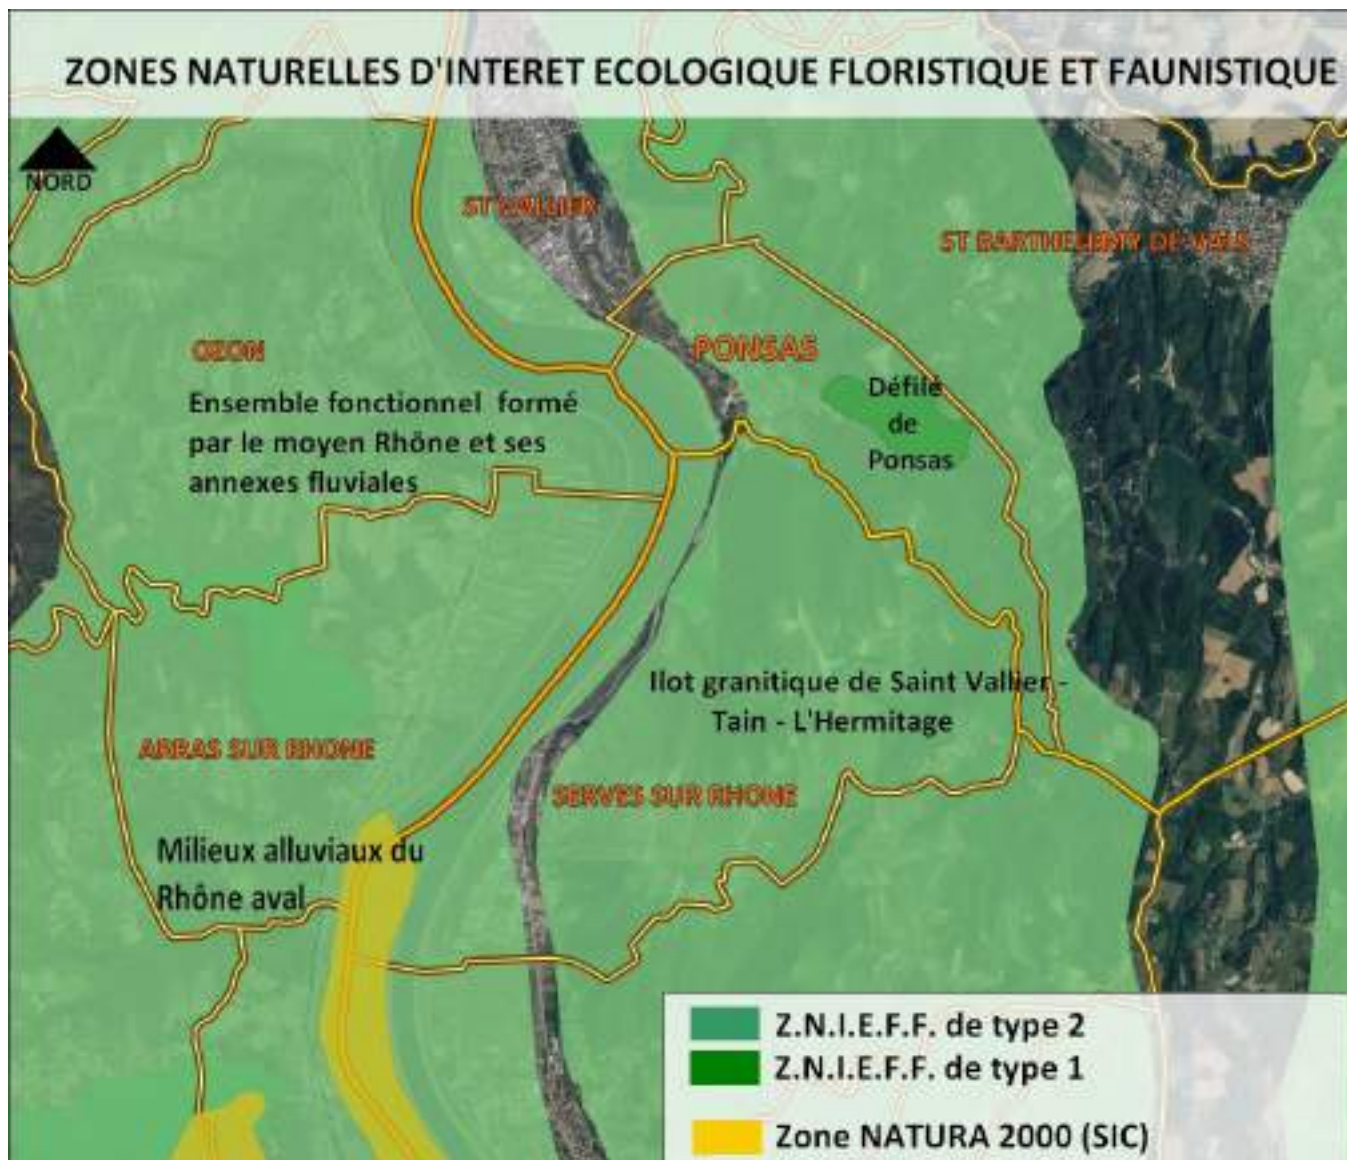 ZONES NATURELLES D'INTERET ECOLOGIQUE FLORISTIQUE ET FAUNISTIQUE
NORD
ST VALLIER
ST BARTHELEMY DE VALS
OZON
PONSAS
Ensemble fonctionnel formé
par le moyen Rhône et ses
annexes fluviales
Défilé
de
Ponsas
Ilot granitique de Saint Vallier -
Tain - L'Hermitage
ARRAS SUR RHONE
SERVES SUR RHONE
Milieux alluviaux du
Rhône aval
Z.N.I.E.F.F. de type 2
Z.N.I.E.F.F. de type 1
Zone NATURA 2000 (SIC)